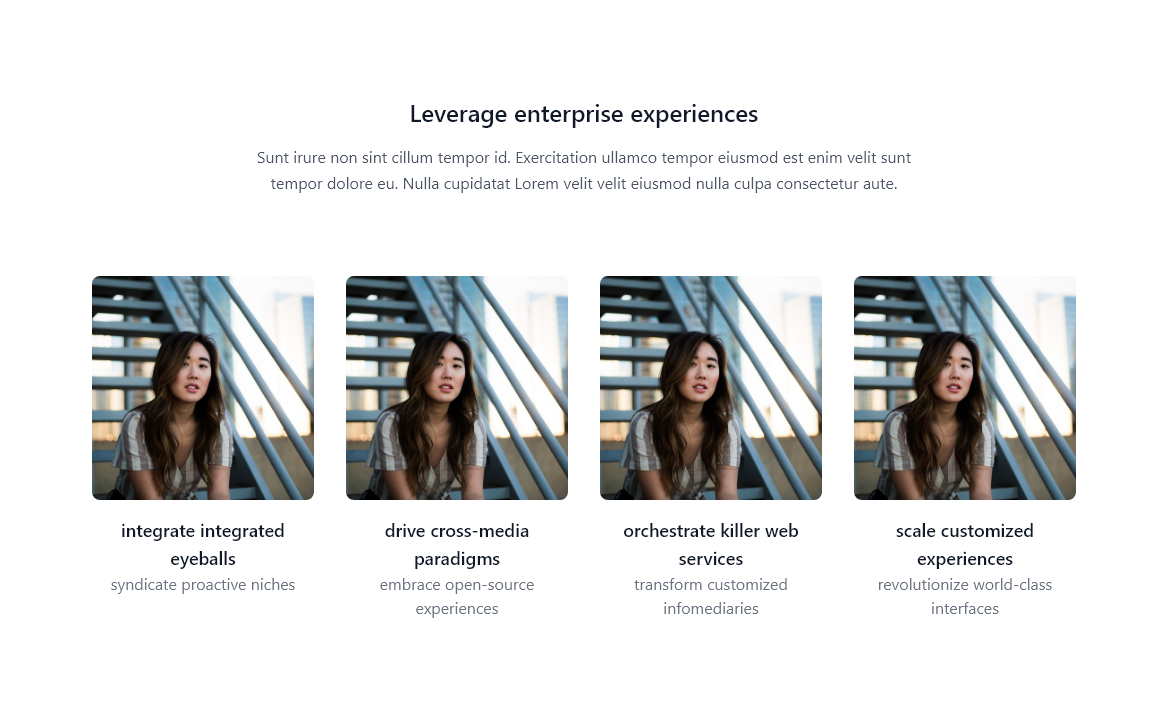 Leverage enterprise experiences
Sunt irure non sint cillum tempor id. Exercitation ullamco tempor eiusmod est enim velit sunt
tempor dolore eu. Nulla cupidatat Lorem velit velit eiusmod nulla culpa consectetur aute.
integrate integrated
eyeballs
syndicate proactive niches
drive cross-media
paradigms
embrace open-source
experiences
orchestrate killer web
services
transform customized
infomediaries
scale customized
experiences
revolutionize world-class
interfaces